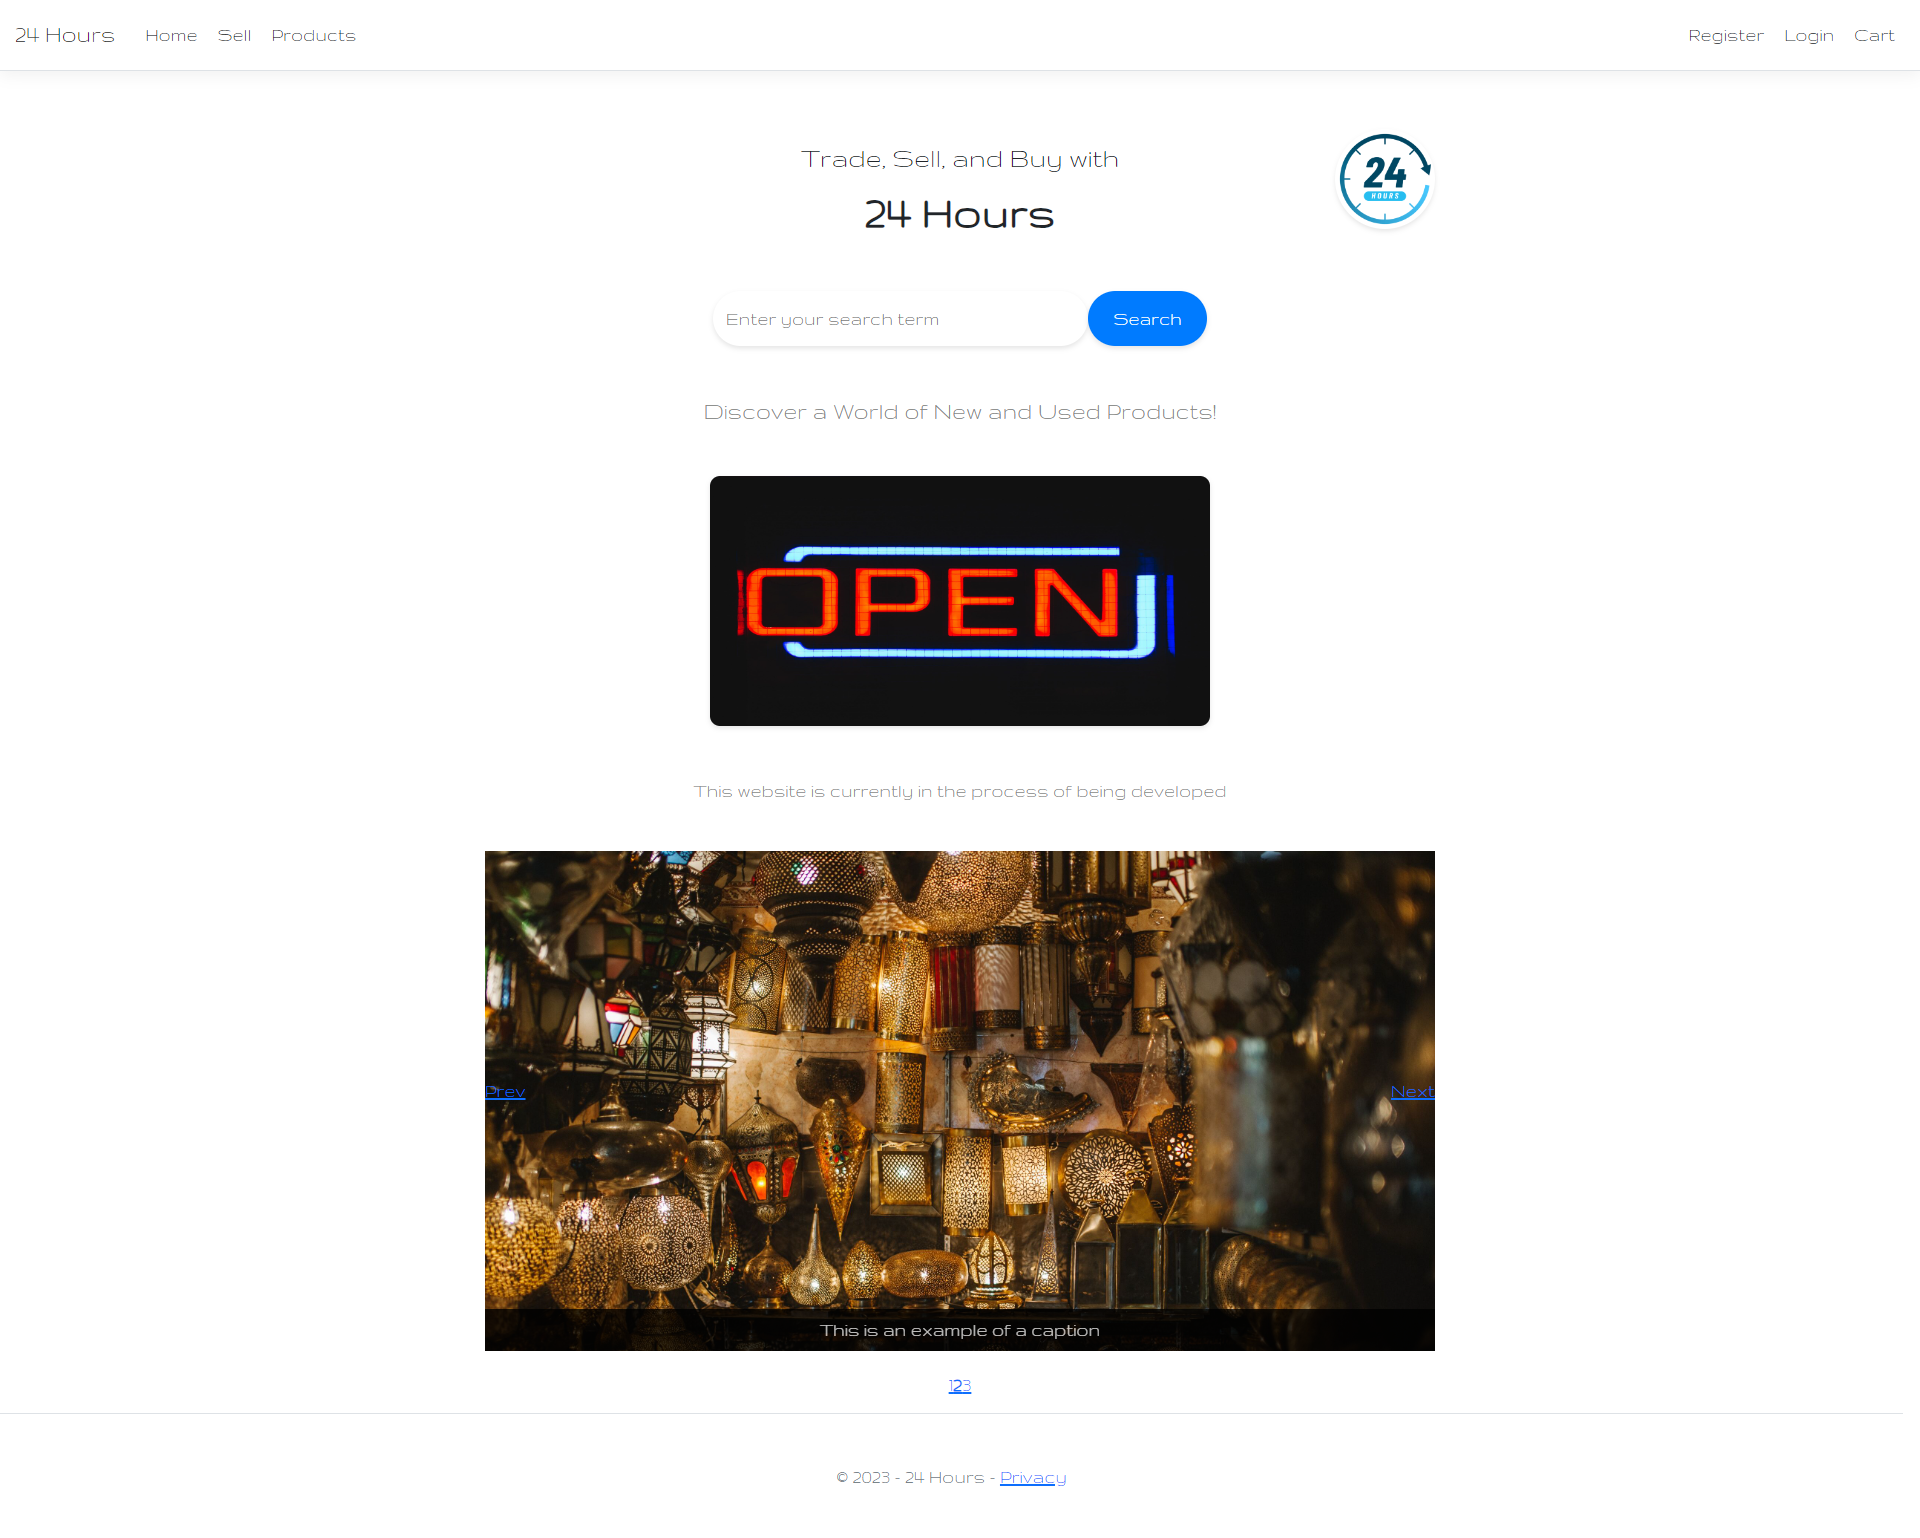 24 Hours Home Sell Products Register Login Cart
Trade, Sell, and Buy with
24 Hours
24
HOURS
Enter your search term Search
Discover a World of New and Used Products!
OPEN
This website is currently in the process of being developed
Prev Next
This is an example of a caption
123
© 2023 - 24 Hours - Privacy